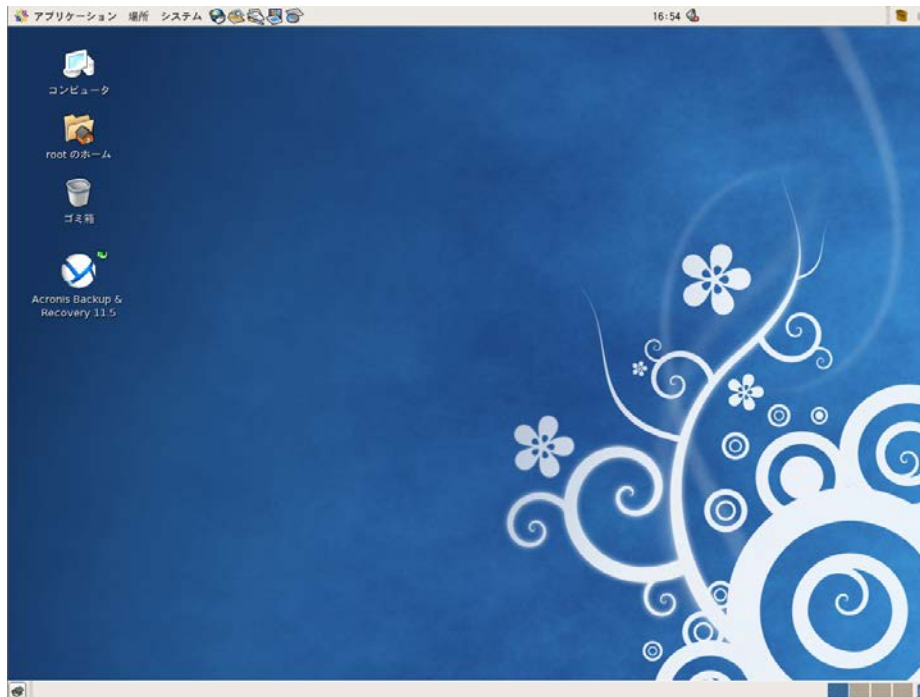 アプリケーション 場所 システム
16:54
コンピュータ
root のホーム
ゴミ箱
Acronis Backup &
Recovery 11.5